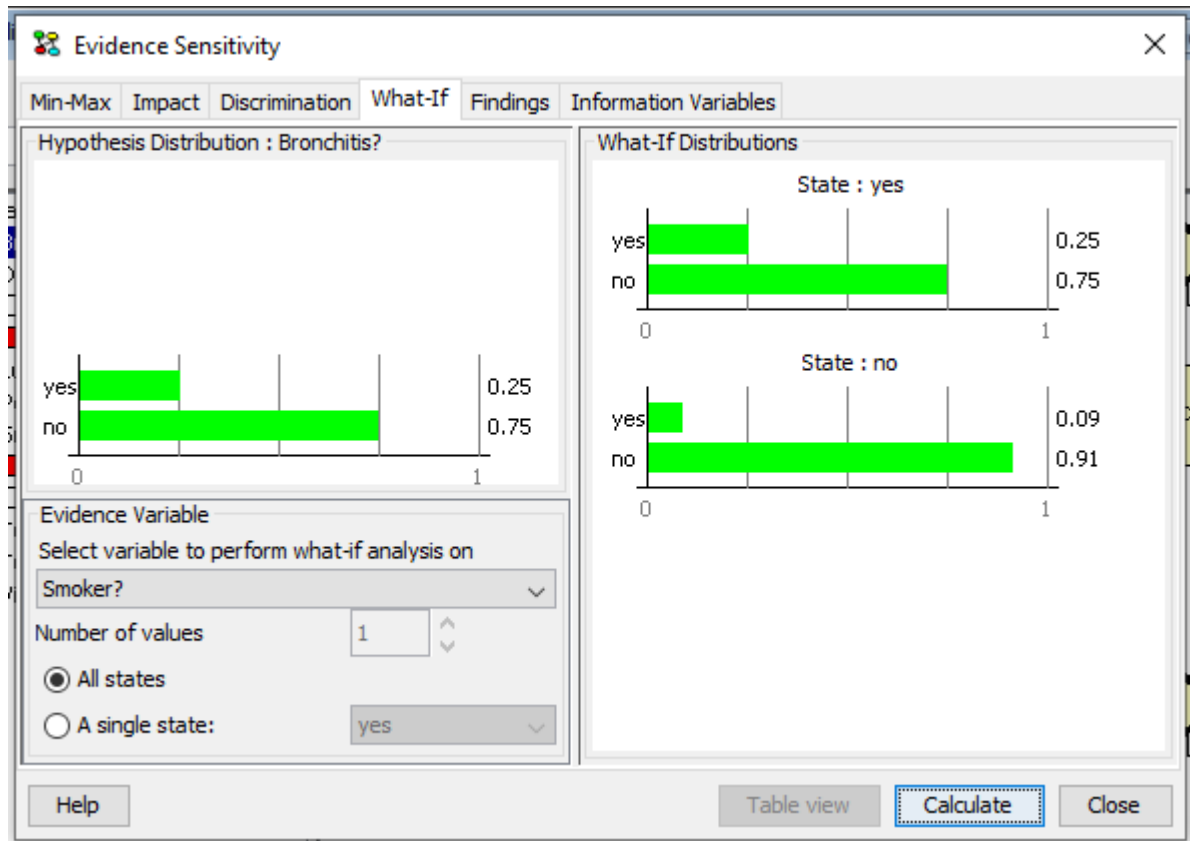 Evidence Sensitivity
Min-Max Impact Discrimination What-If Findings Information Variables
Hypothesis Distribution : Bronchitis?
yes 0.25
no 0.75
0 1
Evidence Variable
Select variable to perform what-if analysis on
Smoker?
Number of values 1
All states
A single state: yes
What-If Distributions
State : yes
yes 0.25
no 0.75
0 1
State : no
yes 0.09
no 0.91
0 1
Help Table view Calculate Close